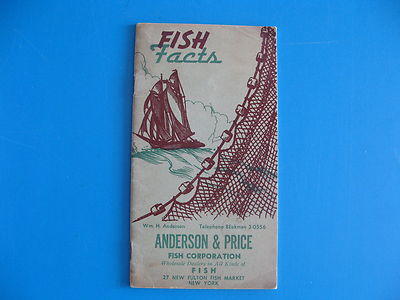 FISH
Facts
Wm. H. Anderson Telephone BEekman 3-0556
ANDERSON & PRICE
FISH CORPORATION
Wholesale Dealers in All Kinds of
FISH
27 NEW FULTON FISH MARKET
NEW YORK